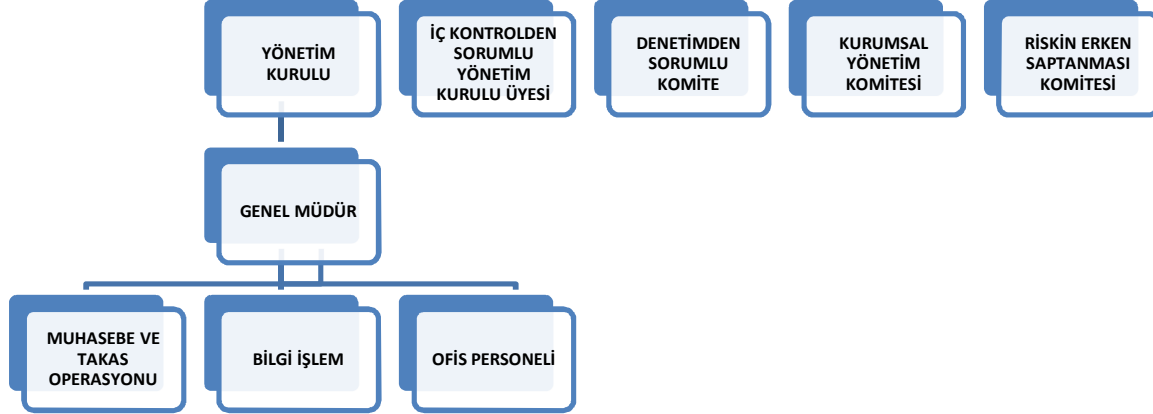 YÖNETİM
KURULU
İÇ KONTROLDEN
SORUMLU
YÖNETİM
KURULU ÜYESİ
DENETİMDEN
SORUMLU
KOMİTE
KURUMSAL
YÖNETİM
KOMİTESİ
RİSKİN ERKEN
SAPTANMASI
KOMİTESİ
GENEL MÜDÜR
MUHASEBE VE
TAKAS
OPERASYONU
BİLGİ İŞLEM
OFİS PERSONELİ